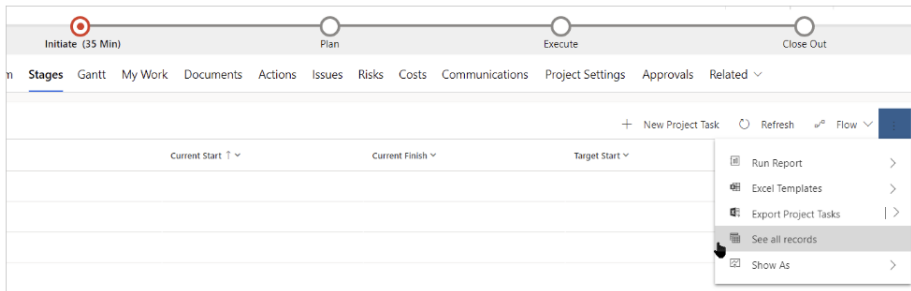 Initiate (35 Min)
Plan
Execute
Close Out
m Stages Gantt My Work Documents Actions Issues Risks Costs Communications Project Settings Approvals Related
New Project Task Refresh Flow
Current Start Current Finish Target Start
Run Report
Excel Templates
Export Project Tasks
See all records
Show As